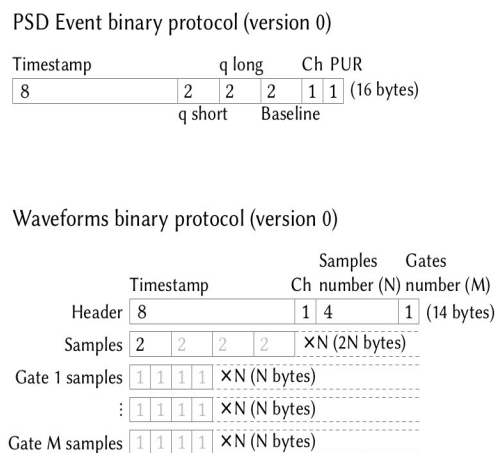 PSD Event binary protocol (version 0)
Timestamp q long Ch PUR
8 2 2 2 1 1 (16 bytes)
q short Baseline
Waveforms binary protocol (version 0)
Samples Gates
Timestamp Ch number (N) number (M)
Header 8 1 4 1 (14 bytes)
Samples 2 2 2 2 ×N (2N bytes)
Gate 1 samples 1 1 1 1 ×N (N bytes)
⋮ 1 1 1 1 ×N (N bytes)
Gate M samples 1 1 1 1 ×N (N bytes)